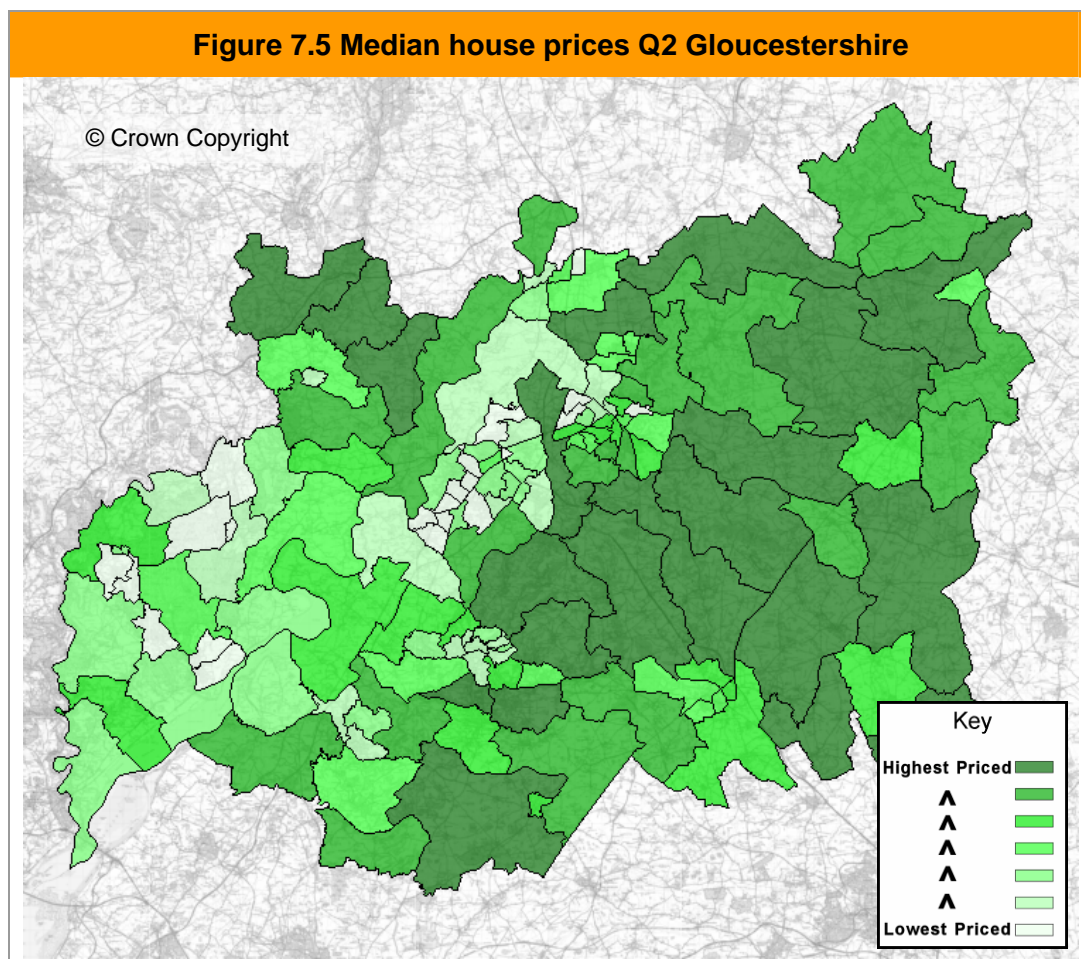 Figure 7.5 Median house prices Q2 Gloucestershire
© Crown Copyright
Key
Highest Priced
Lowest Priced